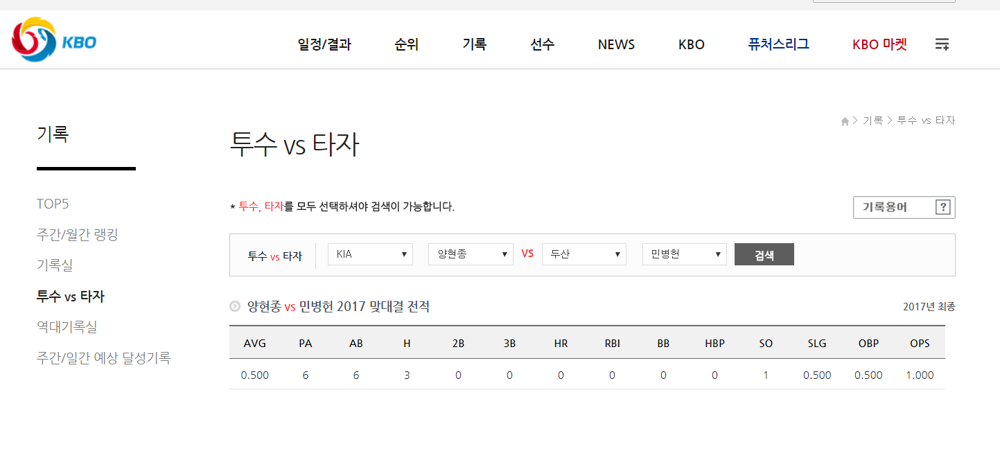 KBO
일정/결과 순위 기록 선수 NEWS KBO 퓨처스리그 KBO 마켓
> 기록 > 투수 vs 타자
기록
TOP5
주간/월간 랭킹
기록실
투수 vs 타자
역대기록실
주간/일간 예상 달성기록
투수 vs 타자
* 투수, 타자를 모두 선택하셔야 검색이 가능합니다.
기록용어 ?
투수 vs 타자 KIA 양현종 VS 두산 민병헌 검색
양현종 vs 민병헌 2017 맞대결 전적
2017년 최종
AVG PA AB H 2B 3B HR RBI BB HBP SO SLG OBP OPS
0.500 6 6 3 0 0 0 0 0 0 1 0.500 0.500 1.000